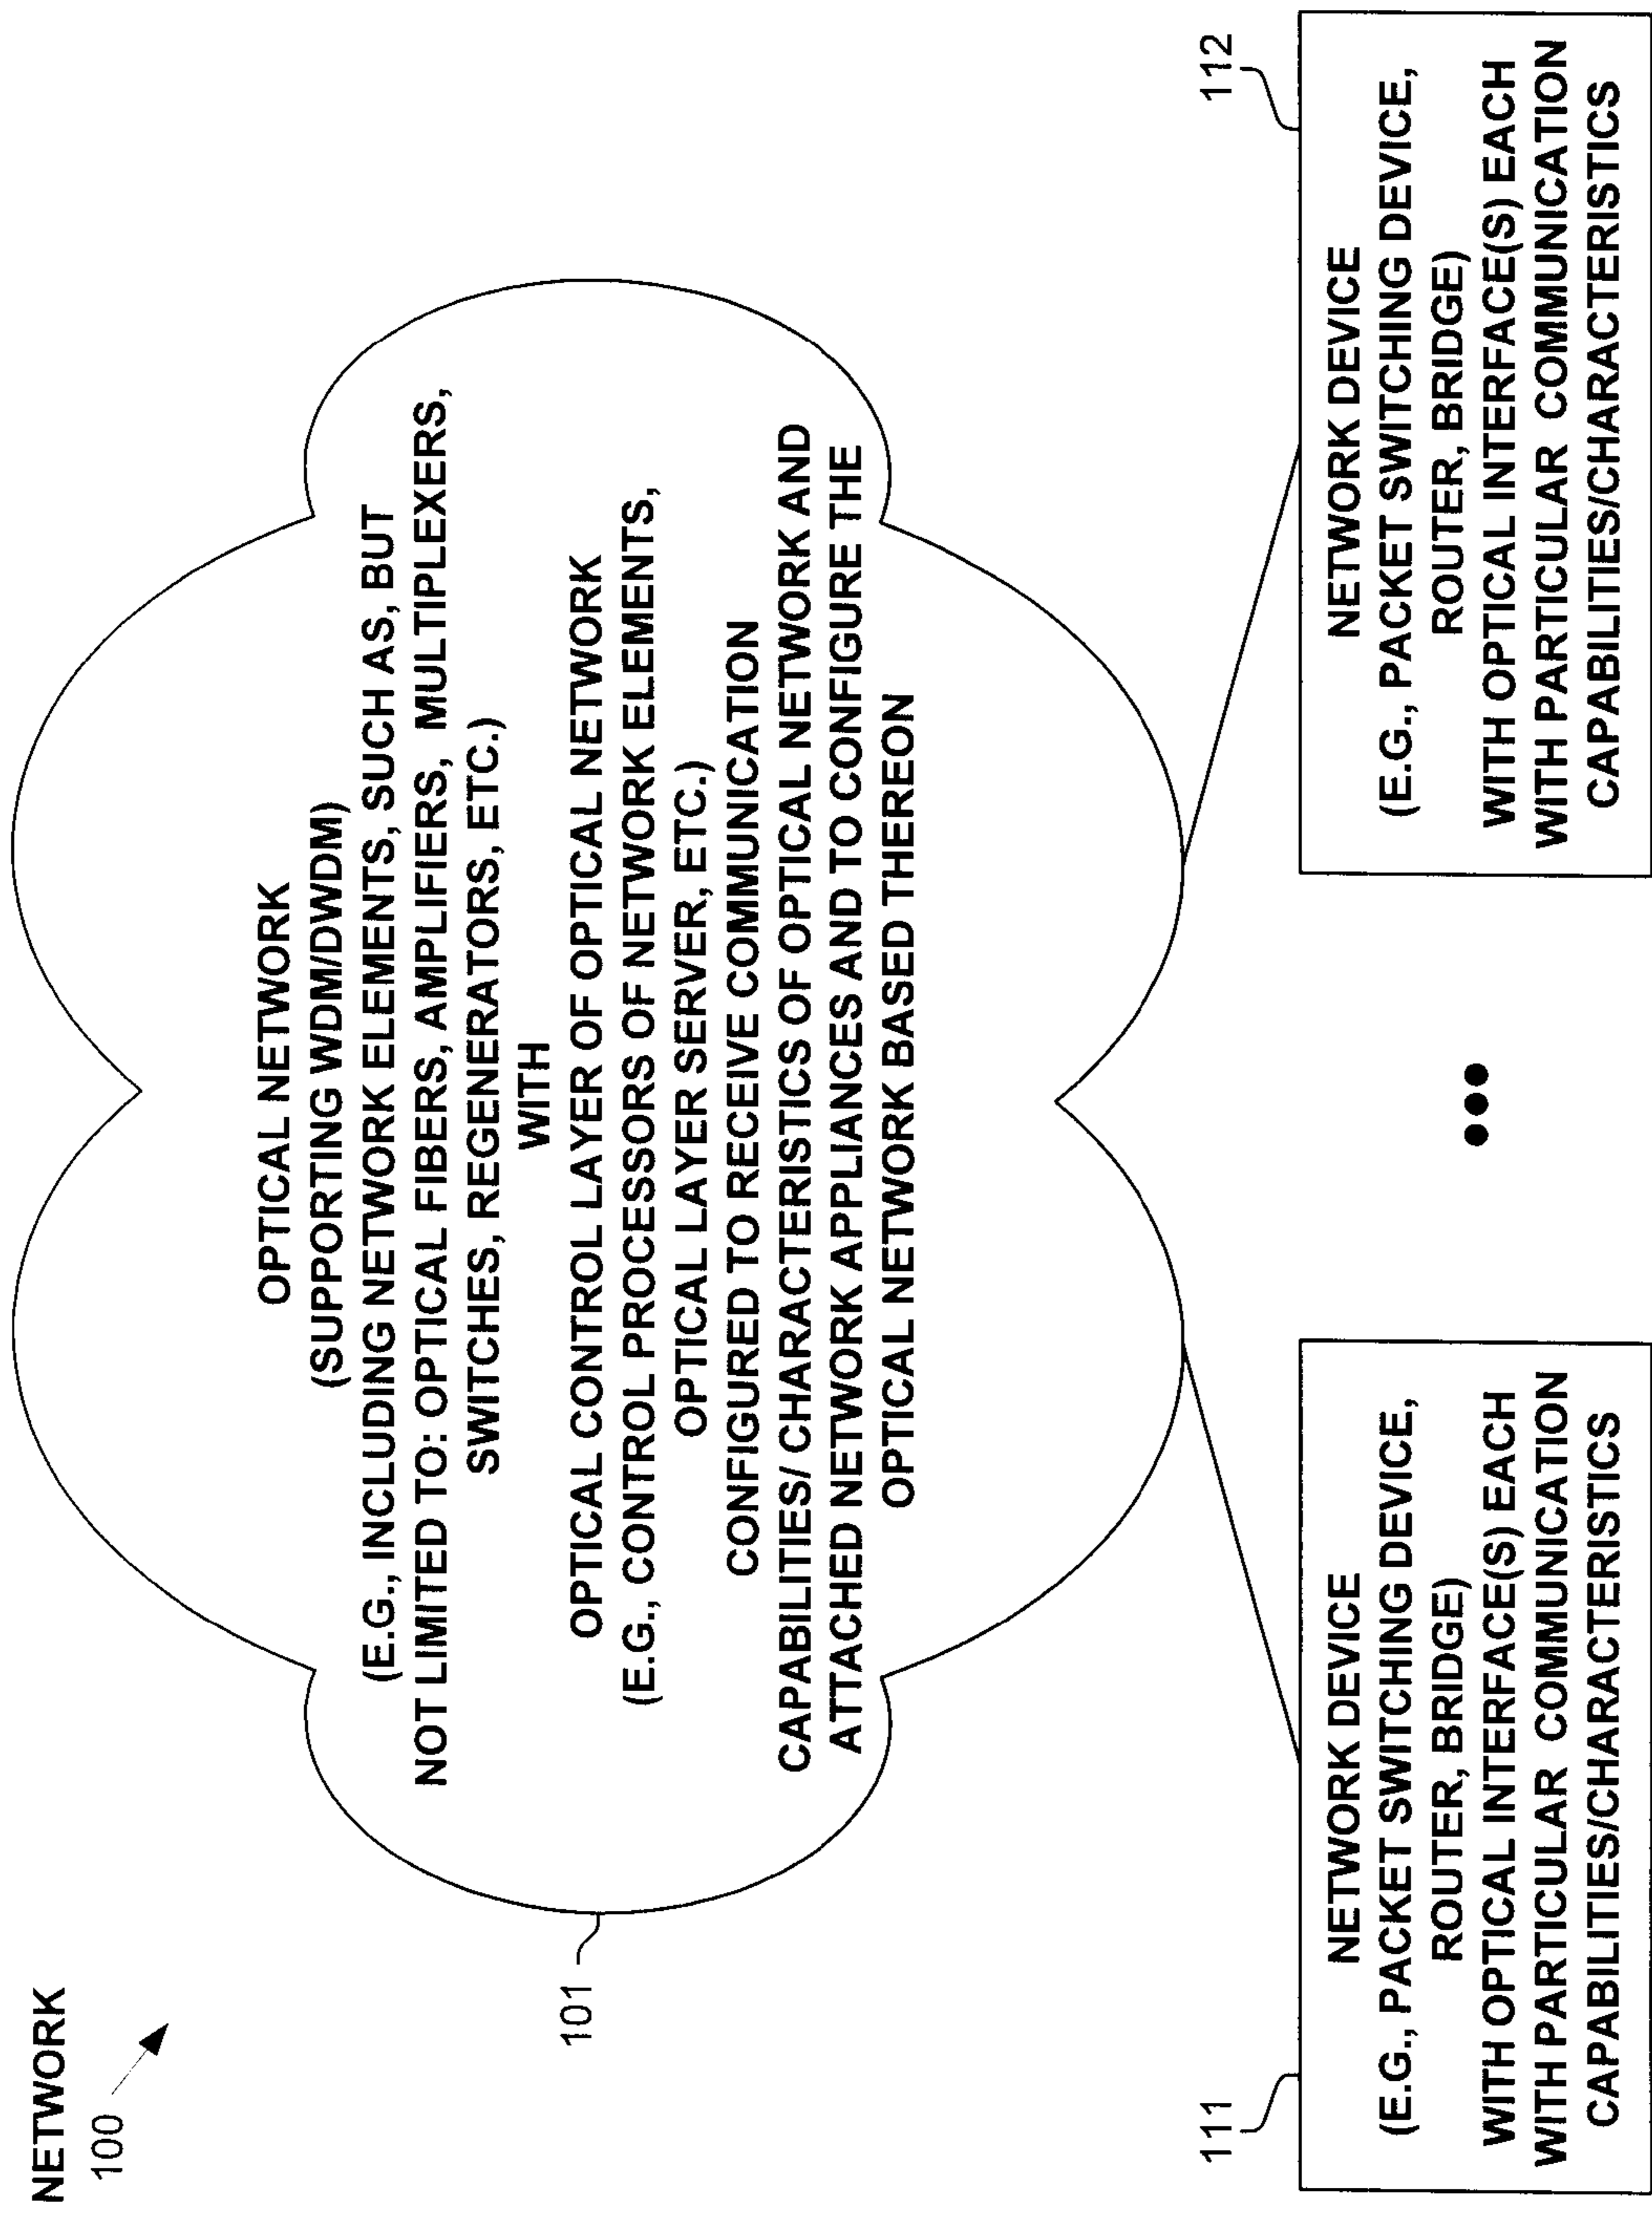 NETWORK
100
OPTICAL NETWORK
(SUPPORTING WDM/DWDM)
(E.G., INCLUDING NETWORK ELEMENTS, SUCH AS, BUT
NOT LIMITED TO: OPTICAL FIBERS, AMPLIFIERS, MULTIPLEXERS,
SWITCHES, REGENERATORS, ETC.)
WITH
OPTICAL CONTROL LAYER OF OPTICAL NETWORK
(E.G., CONTROL PROCESSORS OF NETWORK ELEMENTS,
OPTICAL LAYER SERVER, ETC.)
CONFIGURED TO RECEIVE COMMUNICATION
CAPABILITIES/ CHARACTERISTICS OF OPTICAL NETWORK AND
ATTACHED NETWORK APPLIANCES AND TO CONFIGURE THE
OPTICAL NETWORK BASED THEREON
101
111
NETWORK DEVICE
(E.G., PACKET SWITCHING DEVICE,
ROUTER, BRIDGE)
WITH OPTICAL INTERFACE(S) EACH
WITH PARTICULAR COMMUNICATION
CAPABILITIES/CHARACTERISTICS
112
NETWORK DEVICE
(E.G., PACKET SWITCHING DEVICE,
ROUTER, BRIDGE)
WITH OPTICAL INTERFACE(S) EACH
WITH PARTICULAR COMMUNICATION
CAPABILITIES/CHARACTERISTICS